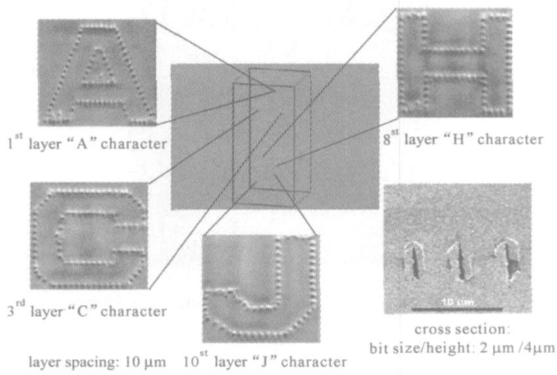 1st layer “A” character
8st layer “H” character
3rd layer “C” character
10 um
cross section:
bit size/height: 2 μm /4μm
layer spacing: 10 μm
10st layer “J” character